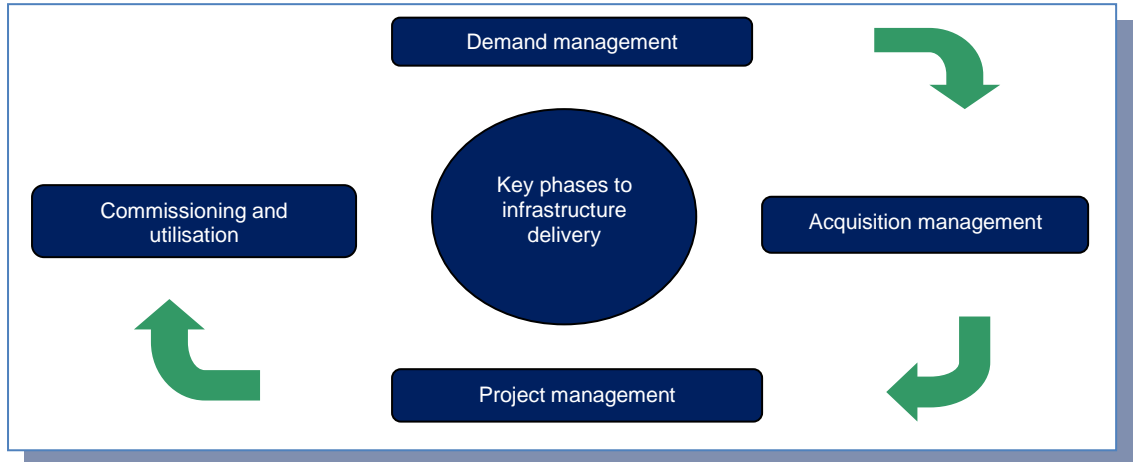 Demand management
Key phases to
infrastructure
delivery
Commissioning and
utilisation
Acquisition management
Project management